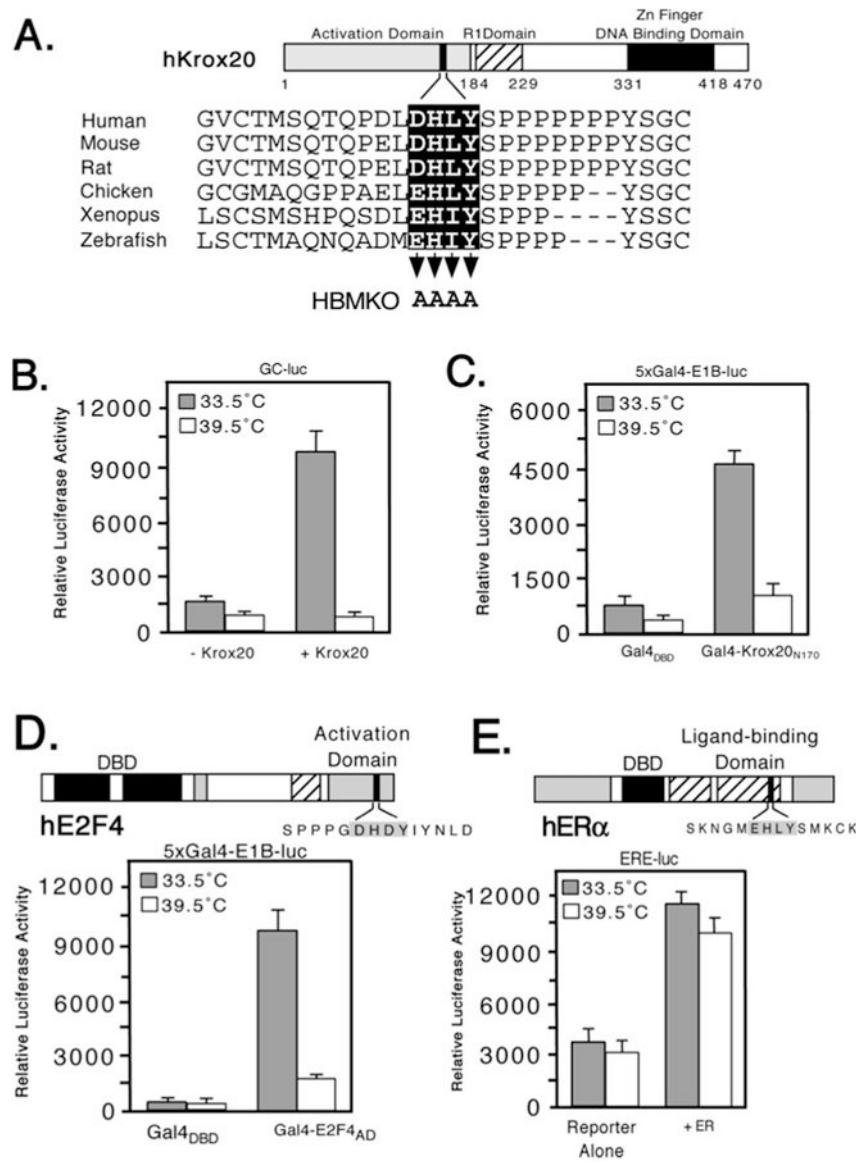 A.
Activation Domain R1Domain Zn Finger
DNA Binding Domain
hKrox20
1 184 229 331 418 470
Human GVCTMSQTQPDLDHLYSPPPPPPPYSGC
Mouse GVCTMSQTQPELDHLYSPPPPPPPYSGC
Rat GVCTMSQTQPELDHLYSPPPPPPPYSGC
Chicken GCGMAQGPPAELEHLYSPPPPP--YSGC
Xenopus LSCSMSHPQSDLEHIYSPPP----YSGC
Zebrafish LSCTMAQNQADMEHIYSPPPP---YSGC
HBMKO AAAA
B.
GC-luc
Relative Luciferase Activity
12000
9000
6000
3000
0
33.5°C
39.5°C
- Krox20 + Krox20
C.
5xGal4-E1B-luc
Relative Luciferase Activity
6000
4500
3000
1500
0
33.5°C
39.5°C
Gal4DBD Gal4-Krox20N170
D.
DBD
Activation
Domain
hE2F4
SPPPGDHDYIYNLD
5xGal4-E1B-luc
Relative Luciferase Activity
12000
9000
6000
3000
0
33.5°C
39.5°C
Gal4DBD Gal4-E2F4AD
E.
DBD
Ligand-binding
Domain
hERα
SKNGMEHLYSMKCK
ERE-luc
Relative Luciferase Activity
12000
9000
6000
3000
0
33.5°C
39.5°C
Reporter
Alone
+ ER